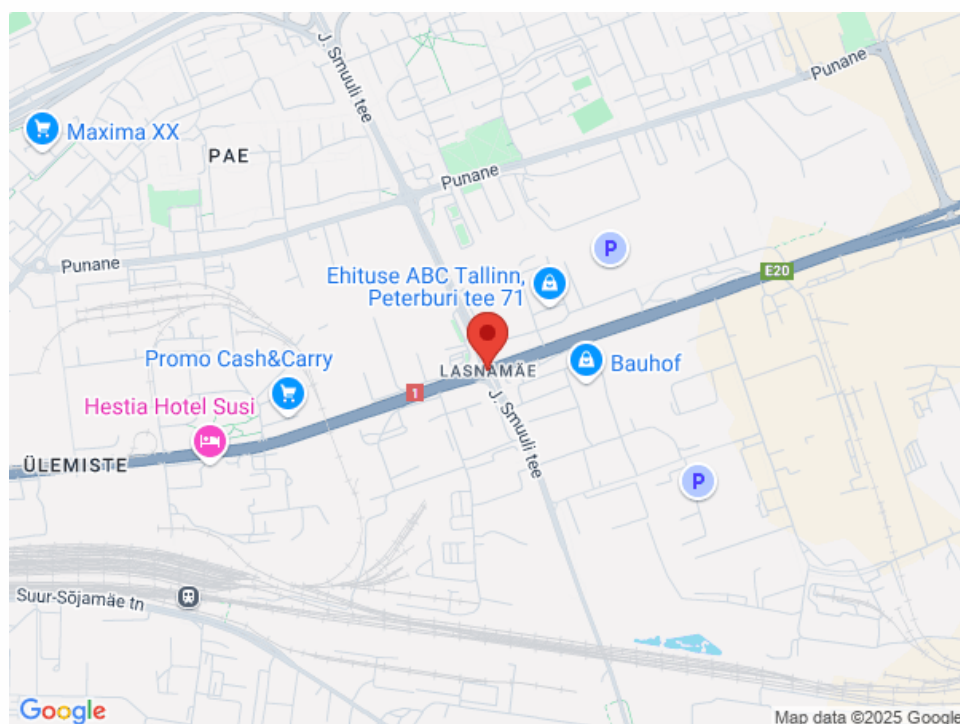 J. Smuuli tee
Punane
Maxima XX
PAE
Punane
Punane
E20
Ehituse ABC Tallinn,
Peterburi tee 71
P
Promo Cash&Carry
LASNAMÄE
Bauhof
1
Hestia Hotel Susi
J. Smuuli tee
ÜLEMISTE
P
Suur-Sõjamäe tn
Google
Map data ©2025 Google